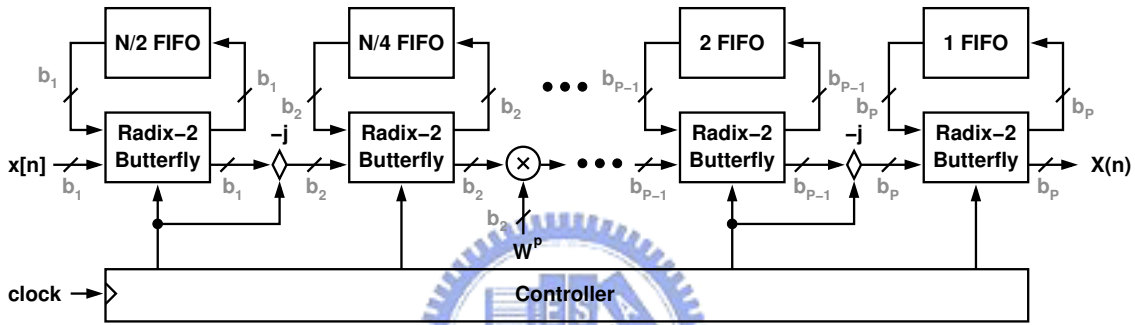 N/2 FIFO
N/4 FIFO
2 FIFO
1 FIFO
b1
b1
b2
b2
bP−1
bP−1
bP
bP
Radix−2 Butterfly
−j
Radix−2 Butterfly
Radix−2 Butterfly
−j
Radix−2 Butterfly
x[n]
b1
b1
b2
b2
×
bP−1
bP−1
bP
bP
X(n)
b2
W^p
clock
Controller
E S A